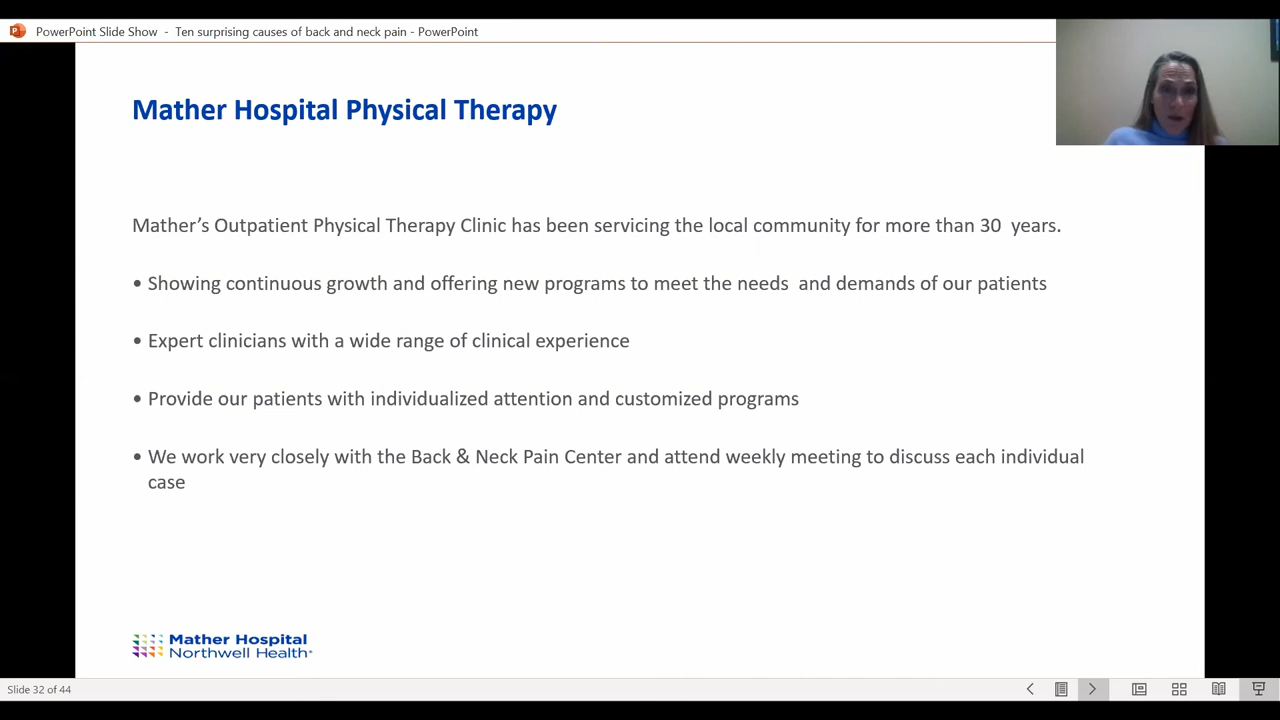 PowerPoint Slide Show - Ten surprising causes of back and neck pain - PowerPoint
Mather Hospital Physical Therapy
Mather’s Outpatient Physical Therapy Clinic has been servicing the local community for more than 30  years.
• Showing continuous growth and offering new programs to meet the needs  and demands of our patients
• Expert clinicians with a wide range of clinical experience
• Provide our patients with individualized attention and customized programs
• We work very closely with the Back & Neck Pain Center and attend weekly meeting to discuss each individual
case
Mather Hospital
Northwell Health
Slide 32 of 44